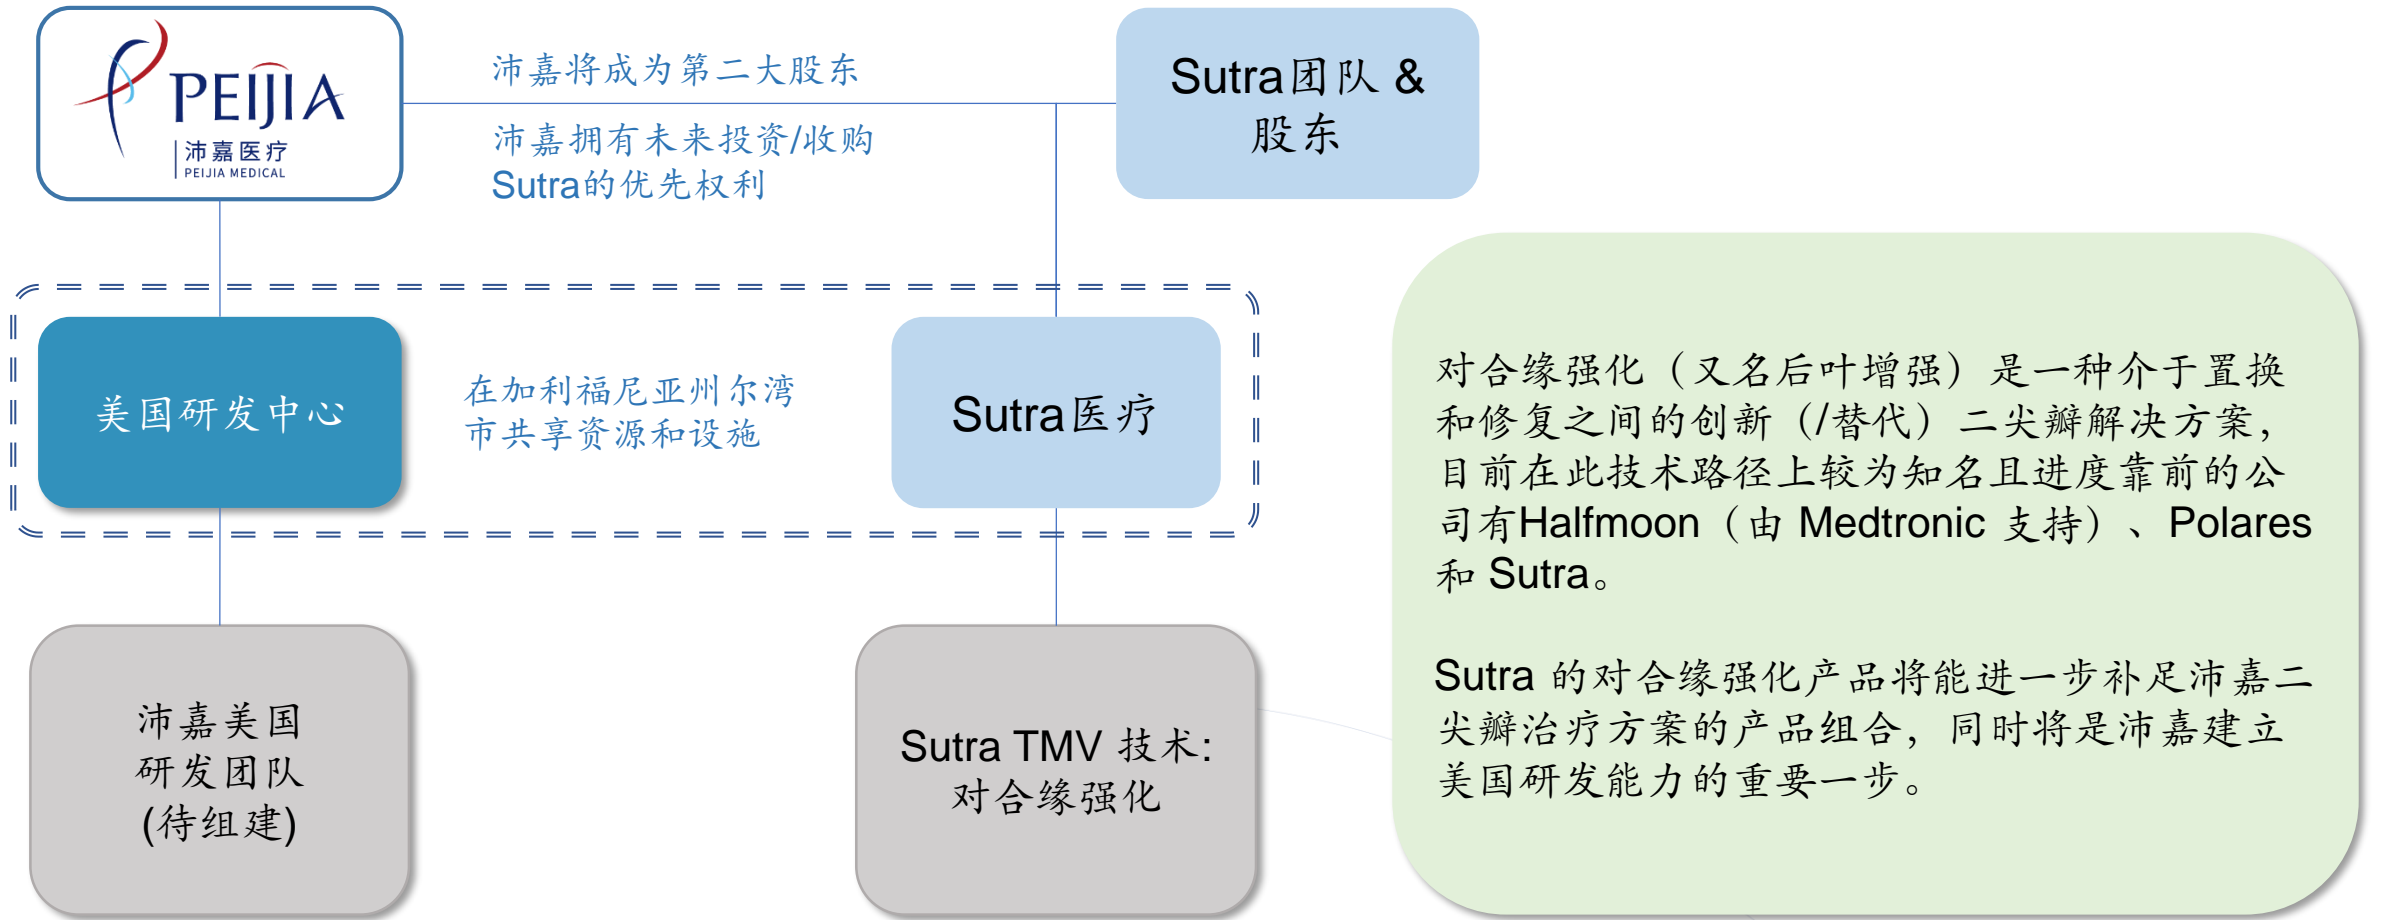 PEIJIA
沛嘉医疗
PEIJIA MEDICAL
沛嘉将成为第二大股东
沛嘉拥有未来投资/收购
Sutra的优先权利
Sutra团队 &
股东
美国研发中心
在加利福尼亚州尔湾
市共享资源和设施
Sutra医疗
沛嘉美国
研发团队
(待组建)
Sutra TMV 技术:
对合缘强化
对合缘强化（又名后叶增强）是一种介于置换
和修复之间的创新（/替代）二尖瓣解决方案，
目前在此技术路径上较为知名且进度靠前的公
司有Halfmoon（由 Medtronic 支持）、Polares
和 Sutra。
Sutra 的对合缘强化产品将能进一步补足沛嘉二
尖瓣治疗方案的产品组合，同时将是沛嘉建立
美国研发能力的重要一步。